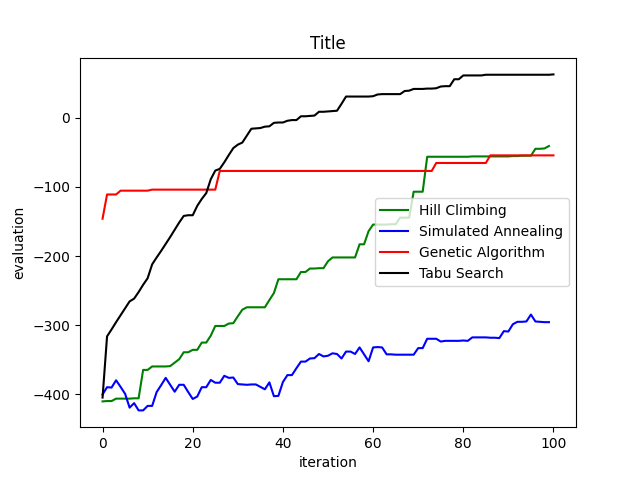 Title
evaluation
0
−100
−200
−300
−400
0
20
40
60
80
100
iteration
Hill Climbing
Simulated Annealing
Genetic Algorithm
Tabu Search